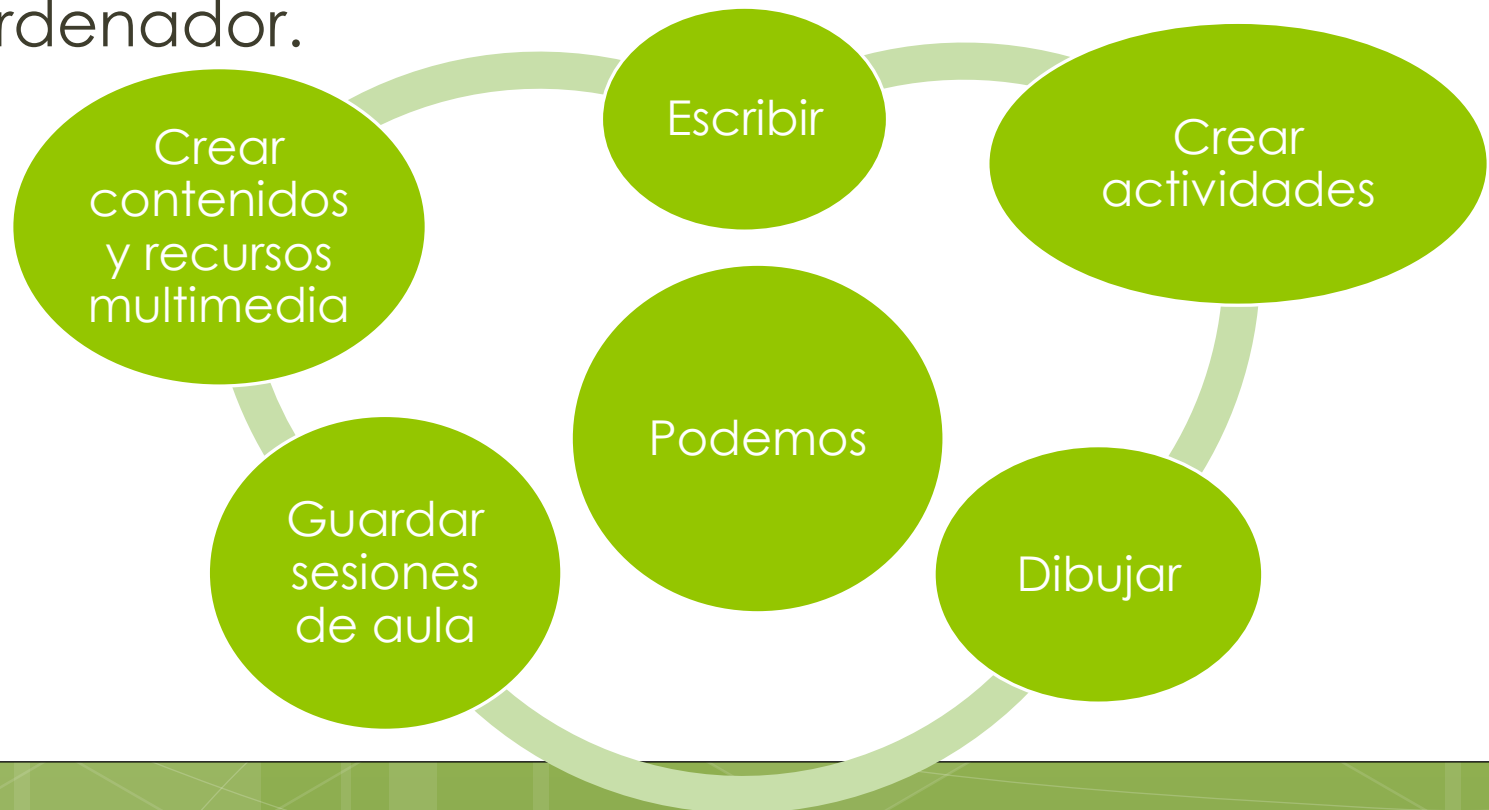 rdenador.
Escribir
Crear
actividades
Dibujar
Guardar
sesiones
de aula
Crear
contenidos
y recursos
multimedia
Podemos